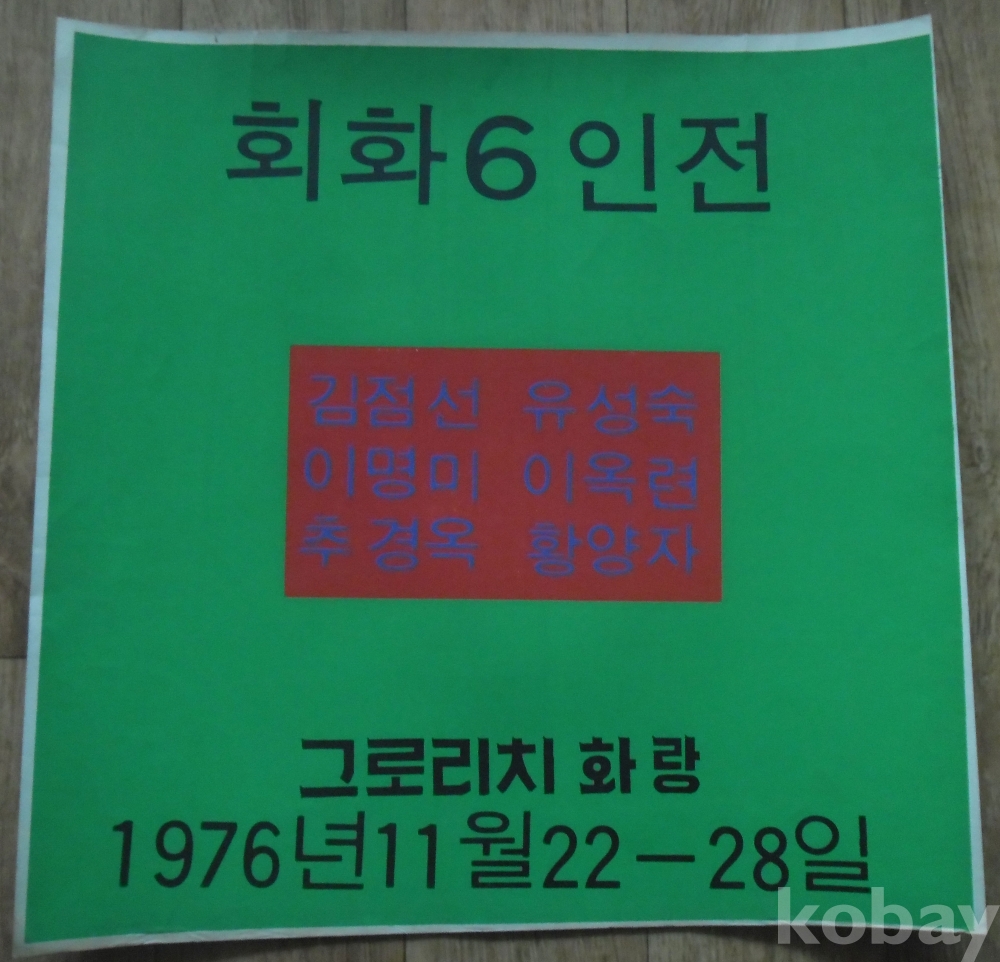 회화6인전
김점선 유성숙
이명미 이옥련
추경옥 황양자
그로리치 화랑
1976년11월22-28일
kobay